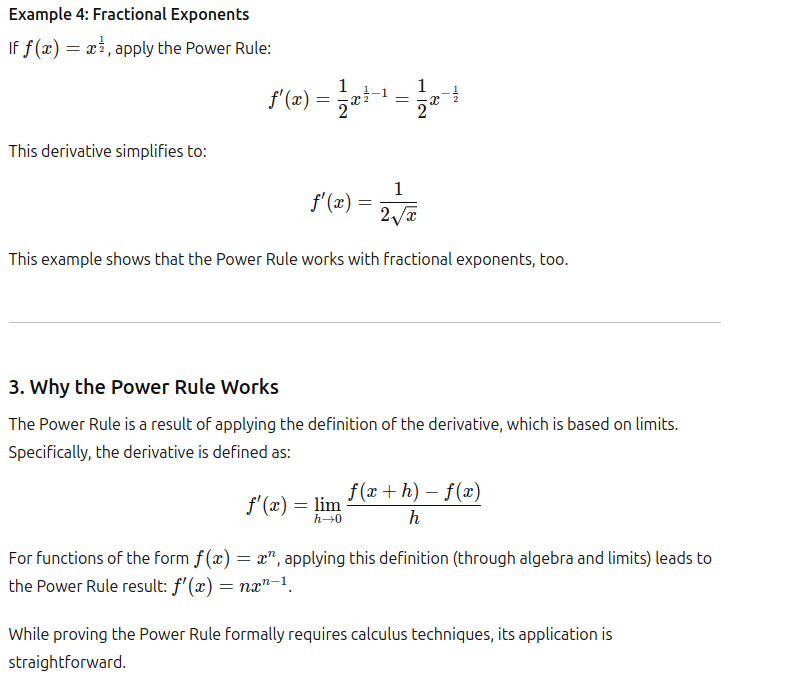 Example 4: Fractional Exponents
If f(x) = x^{\frac{1}{2}}, apply the Power Rule:
f'(x) = \frac{1}{2}x^{\frac{1}{2}-1} = \frac{1}{2}x^{-\frac{1}{2}}
This derivative simplifies to:
f'(x) = \frac{1}{2\sqrt{x}}
This example shows that the Power Rule works with fractional exponents, too.
3. Why the Power Rule Works
The Power Rule is a result of applying the definition of the derivative, which is based on limits.
Specifically, the derivative is defined as:
f'(x) = \lim_{h \to 0} \frac{f(x + h) - f(x)}{h}
For functions of the form f(x) = x^n, applying this definition (through algebra and limits) leads to
the Power Rule result: f'(x) = nx^{n-1}.
While proving the Power Rule formally requires calculus techniques, its application is
straightforward.